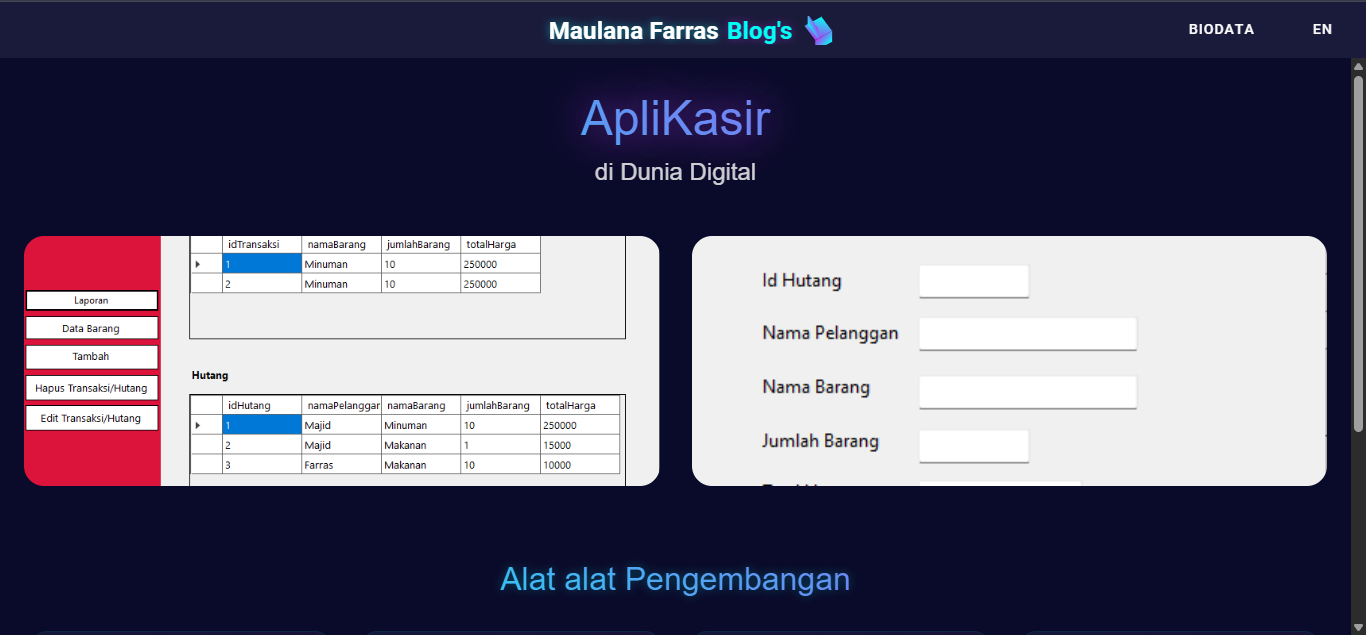 Maulana Farras Blog's
BIODATA
EN
ApliKasir
di Dunia Digital
Laporan
Data Barang
Tambah
Hapus Transaksi/Hutang
Edit Transaksi/Hutang
idTransaksi namaBarang jumlahBarang totalHarga
1 Minuman 10 250000
2 Minuman 10 250000
Hutang
idHutang namaPelanggar namaBarang jumlahBarang totalHarga
1 Majid Minuman 10 250000
2 Majid Makanan 1 15000
3 Farras Makanan 10 10000
Id Hutang
Nama Pelanggan
Nama Barang
Jumlah Barang
Alat alat Pengembangan